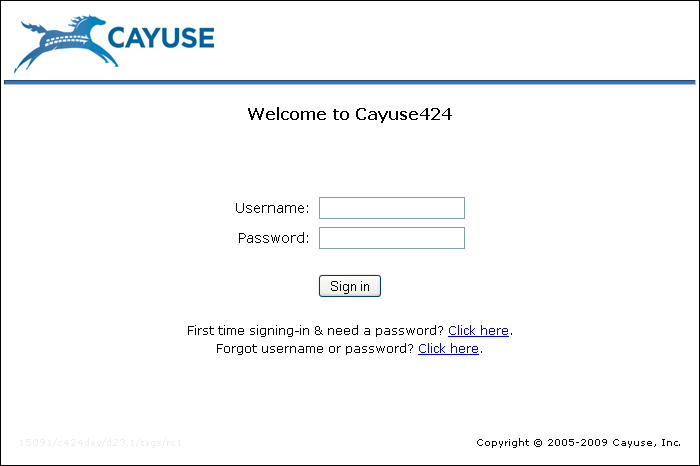 CAYUSE
Welcome to Cayuse424
Username:
Password:
Sign in
First time signing-in & need a password? Click here.
Forgot username or password? Click here.
15091/c424dev/d23.1/tags/rc1
Copyright © 2005-2009 Cayuse, Inc.